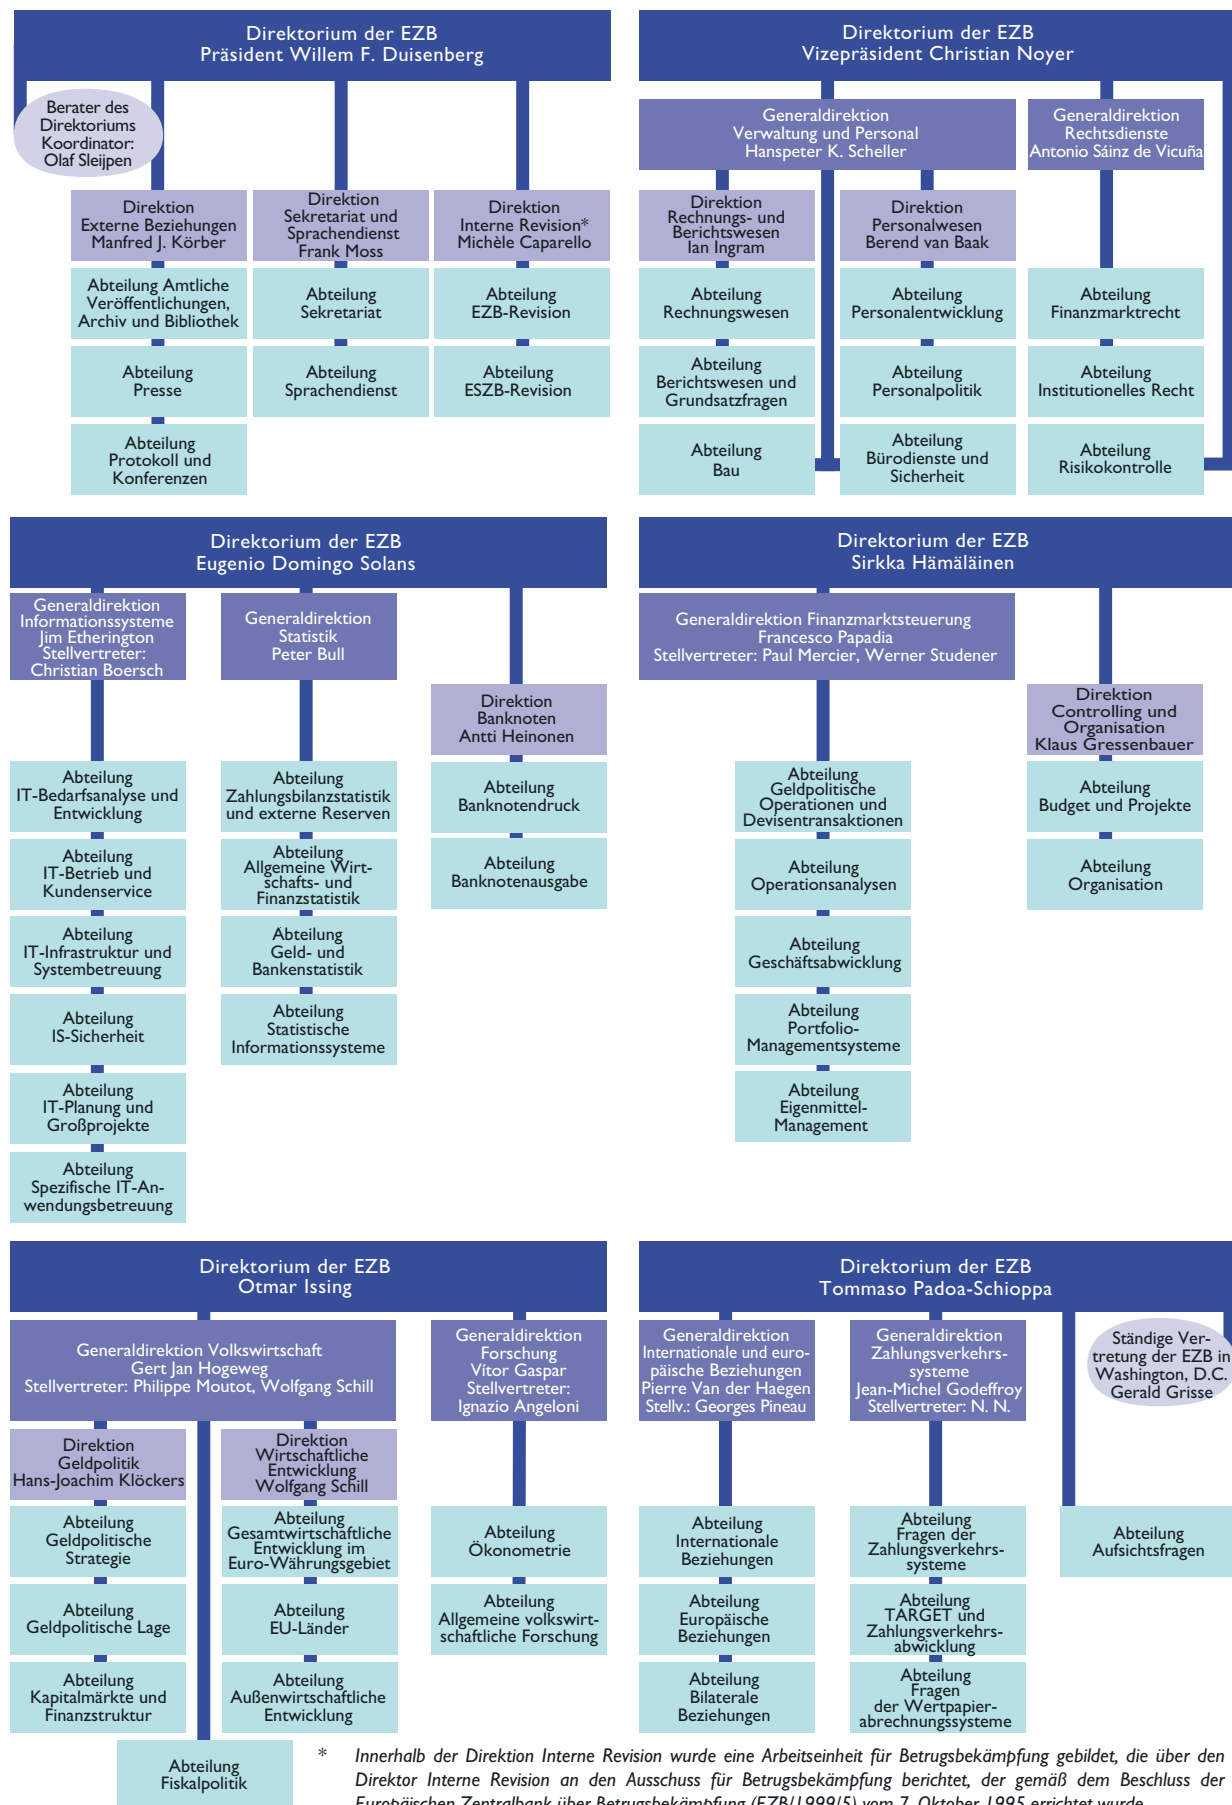 Direktorium der EZB
Präsident Willem F. Duisenberg
Berater des
Direktoriums
Koordinator:
Olaf Sleijpen
Direktion
Externe Beziehungen
Manfred J. Körber
Abteilung Amtliche
Veröffentlichungen,
Archiv und Bibliothek
Abteilung
Presse
Abteilung
Protokoll und
Konferenzen
Direktion
Sekretariat und
Sprachendienst
Frank Moss
Abteilung
Sekretariat
Abteilung
Sprachendienst
Direktion
Interne Revision*
Michèle Caparello
Abteilung
EZB-Revision
Abteilung
ESZB-Revision
Direktorium der EZB
Vizepräsident Christian Noyer
Generaldirektion
Verwaltung und Personal
Hanspeter K. Scheller
Direktion
Rechnungs- und
Berichtswesen
Ian Ingram
Abteilung
Rechnungswesen
Abteilung
Berichtswesen und
Grundsatzfragen
Abteilung
Bau
Direktion
Personalwesen
Berend van Baak
Abteilung
Personalentwicklung
Abteilung
Personalpolitik
Abteilung
Bürodienste und
Sicherheit
Generaldirektion
Rechtsdienste
Antonio Sáinz de Vicuña
Abteilung
Finanzmarktrecht
Abteilung
Institutionelles Recht
Abteilung
Risikokontrolle
Direktorium der EZB
Eugenio Domingo Solans
Generaldirektion
Informationssysteme
Jim Etherington
Stellvertreter:
Christian Boersch
Abteilung
IT-Bedarfsanalyse und
Entwicklung
Abteilung
IT-Betrieb und
Kundenservice
Abteilung
IT-Infrastruktur und
Systembetreuung
Abteilung
IS-Sicherheit
Abteilung
IT-Planung und
Großprojekte
Abteilung
Spezifische IT-An-
wendungsbetreuung
Generaldirektion
Statistik
Peter Bull
Abteilung
Zahlungsbilanzstatistik
und externe Reserven
Abteilung
Allgemeine Wirt-
schafts- und
Finanzstatistik
Abteilung
Geld- und
Bankenstatistik
Abteilung
Statistische
Informationssysteme
Direktion
Banknoten
Antti Heinonen
Abteilung
Banknotendruck
Abteilung
Banknotenausgabe
Direktorium der EZB
Sirkka Hämäläinen
Generaldirektion Finanzmarktsteuerung
Francesco Papadia
Stellvertreter: Paul Mercier, Werner Studener
Abteilung
Geldpolitische
Operationen und
Devisentransaktionen
Abteilung
Operationsanalysen
Abteilung
Geschäftsabwicklung
Abteilung
Portfolio-
Managementsysteme
Abteilung
Eigenmittel-
Management
Direktion
Controlling und
Organisation
Klaus Gressenbauer
Abteilung
Budget und Projekte
Abteilung
Organisation
Direktorium der EZB
Otmar Issing
Generaldirektion Volkswirtschaft
Gert Jan Hogeweg
Stellvertreter: Philippe Moutot, Wolfgang Schill
Direktion
Geldpolitik
Hans-Joachim Klöckers
Abteilung
Geldpolitische
Strategie
Abteilung
Geldpolitische Lage
Abteilung
Kapitalmärkte und
Finanzstruktur
Direktion
Wirtschaftliche
Entwicklung
Wolfgang Schill
Abteilung
Gesamtwirtschaftliche
Entwicklung im
Euro-Währungsgebiet
Abteilung
EU-Länder
Abteilung
Außenwirtschaftliche
Entwicklung
Abteilung
Fiskalpolitik
Generaldirektion
Forschung
Vítor Gaspar
Stellvertreter:
Ignazio Angeloni
Abteilung
Ökonometrie
Abteilung
Allgemeine volkswirt-
schaftliche Forschung
Direktorium der EZB
Tommaso Padoa-Schioppa
Generaldirektion
Internationale und euro-
päische Beziehungen
Pierre Van der Haegen
Stellv.: Georges Pineau
Abteilung
Internationale
Beziehungen
Abteilung
Europäische
Beziehungen
Abteilung
Bilaterale
Beziehungen
Generaldirektion
Zahlungsverkehrs-
systeme
Jean-Michel Godeffroy
Stellvertreter: N. N.
Abteilung
Fragen der
Zahlungsverkehrs-
systeme
Abteilung
TARGET und
Zahlungsverkehrs-
abwicklung
Abteilung
Fragen
der Wertpapier-
abrechnungssysteme
Ständige Ver-
tretung der EZB in
Washington, D.C.
Gerald Grisse
Abteilung
Aufsichtsfragen
* Innerhalb der Direktion Interne Revision wurde eine Arbeitseinheit für Betrugsbekämpfung gebildet, die über den
Direktor Interne Revision an den Ausschuss für Betrugsbekämpfung berichtet, der gemäß dem Beschluss der
Europäischen Zentralbank über Betrugsbekämpfung (EZB/1999/5) vom 7. Oktober 1995 errichtet wurde.